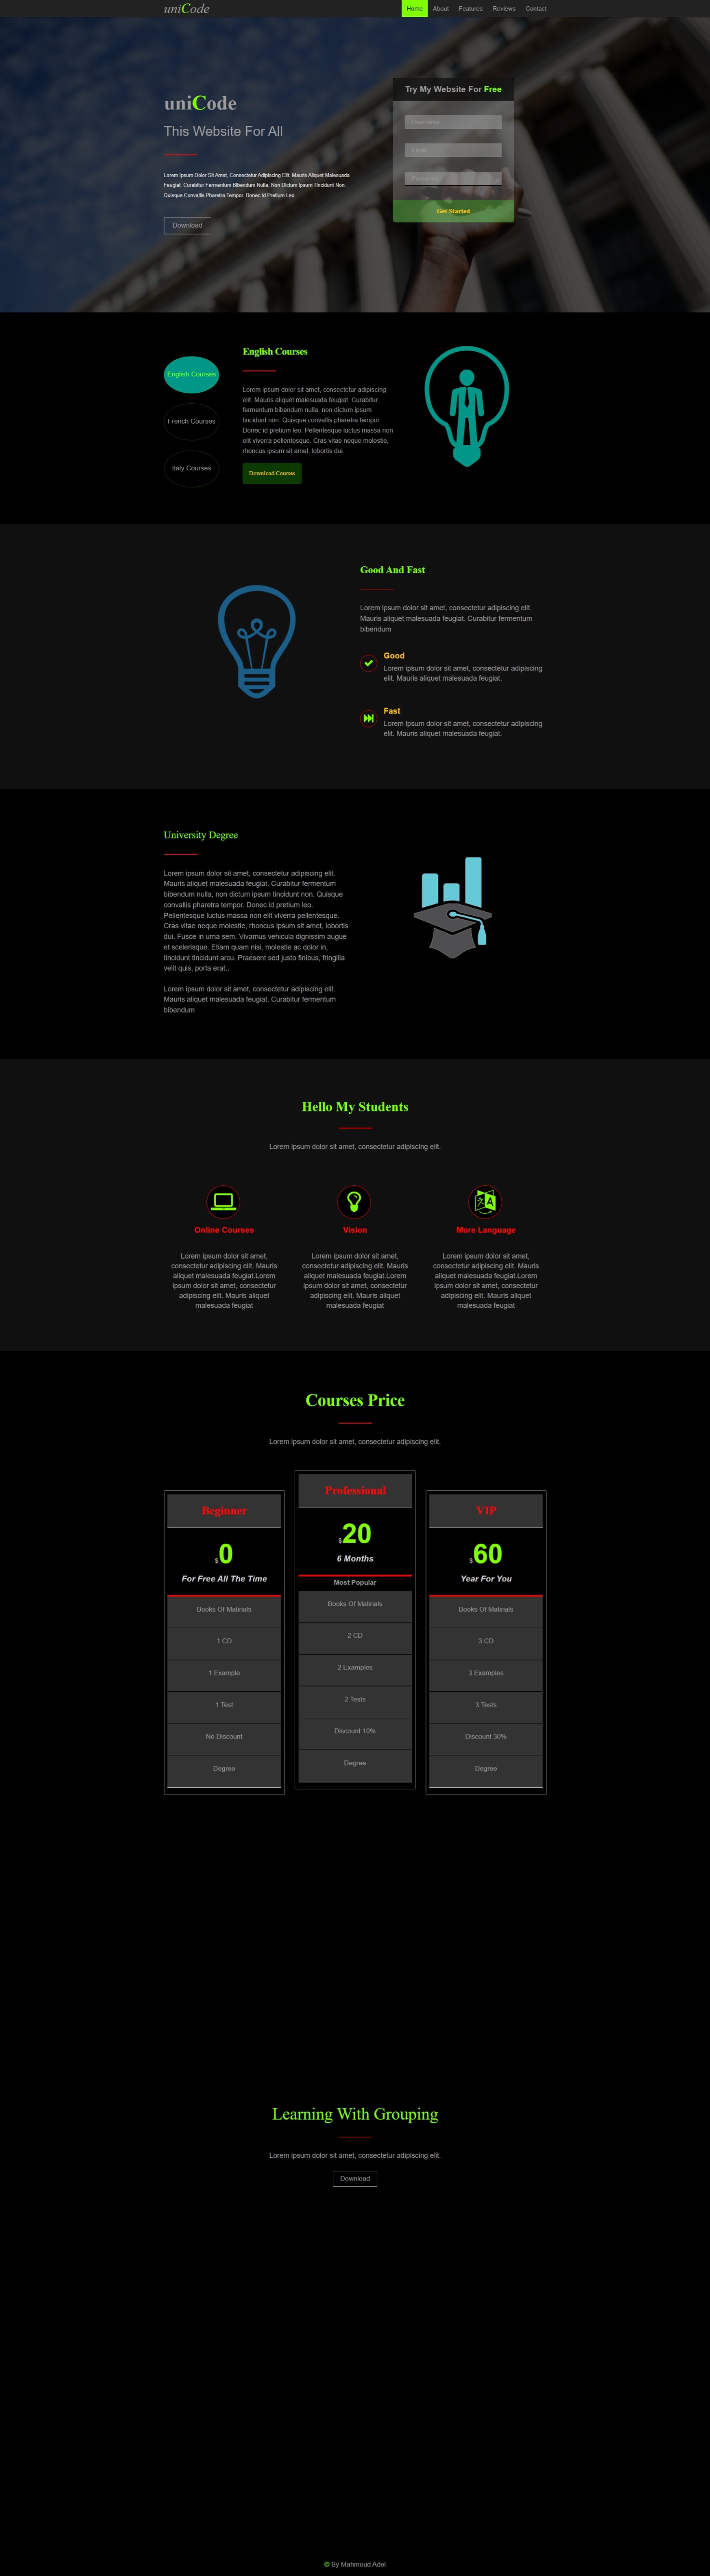 uniCode
Home About Features Reviews Contact
uniCode
This Website For All
Lorem Ipsum Dolor Sit Amet, Consectetur Adipiscing Elit. Mauris Aliquet Malesuada
Feugiat. Curabitur Fermentum Bibendum Nulla, Non Dictum Ipsum Tincidunt Non.
Quisque Convallis Pharetra Tempor. Donec Id Pretium Leo.
Download
Try My Website For Free
Username
Email
Password
Get Started
English Courses
French Courses
Italy Courses
English Courses
Lorem ipsum dolor sit amet, consectetur adipiscing
elit. Mauris aliquet malesuada feugiat. Curabitur
fermentum bibendum nulla, non dictum ipsum
tincidunt non. Quisque convallis pharetra tempor.
Donec id pretium leo. Pellentesque luctus massa non
elit viverra pellentesque. Cras vitae neque molestie,
rhoncus ipsum sit amet, lobortis dui.
Download Courses
Good And Fast
Lorem ipsum dolor sit amet, consectetur adipiscing elit.
Mauris aliquet malesuada feugiat. Curabitur fermentum
bibendum
Good
Lorem ipsum dolor sit amet, consectetur adipiscing
elit. Mauris aliquet malesuada feugiat.
Fast
Lorem ipsum dolor sit amet, consectetur adipiscing
elit. Mauris aliquet malesuada feugiat.
University Degree
Lorem ipsum dolor sit amet, consectetur adipiscing elit.
Mauris aliquet malesuada feugiat. Curabitur fermentum
bibendum nulla, non dictum ipsum tincidunt non. Quisque
convallis pharetra tempor. Donec id pretium leo.
Pellentesque luctus massa non elit viverra pellentesque.
Cras vitae neque molestie, rhoncus ipsum sit amet, lobortis
dui. Fusce in urna sem. Vivamus vehicula dignissim augue
et scelerisque. Etiam quam nisi, molestie ac dolor in,
tincidunt tincidunt arcu. Praesent sed justo finibus, fringilla
velit quis, porta erat..
Lorem ipsum dolor sit amet, consectetur adipiscing elit.
Mauris aliquet malesuada feugiat. Curabitur fermentum
bibendum
Hello My Students
Lorem ipsum dolor sit amet, consectetur adipiscing elit.
Online Courses
Lorem ipsum dolor sit amet,
consectetur adipiscing elit. Mauris
aliquet malesuada feugiat.Lorem
ipsum dolor sit amet, consectetur
adipiscing elit. Mauris aliquet
malesuada feugiat
Vision
Lorem ipsum dolor sit amet,
consectetur adipiscing elit. Mauris
aliquet malesuada feugiat.Lorem
ipsum dolor sit amet, consectetur
adipiscing elit. Mauris aliquet
malesuada feugiat
More Language
Lorem ipsum dolor sit amet,
consectetur adipiscing elit. Mauris
aliquet malesuada feugiat.Lorem
ipsum dolor sit amet, consectetur
adipiscing elit. Mauris aliquet
malesuada feugiat
Courses Price
Lorem ipsum dolor sit amet, consectetur adipiscing elit.
Beginner
$0
For Free All The Time
Books Of Matirials
1 CD
1 Example
1 Test
No Discount
Degree
Professional
$20
6 Months
Most Popular
Books Of Matirials
2 CD
2 Examples
2 Tests
Discount 10%
Degree
VIP
$60
Year For You
Books Of Matirials
3 CD
3 Examples
3 Tests
Discount 30%
Degree
Learning With Grouping
Lorem ipsum dolor sit amet, consectetur adipiscing elit.
Download
© By Mahmoud Adel